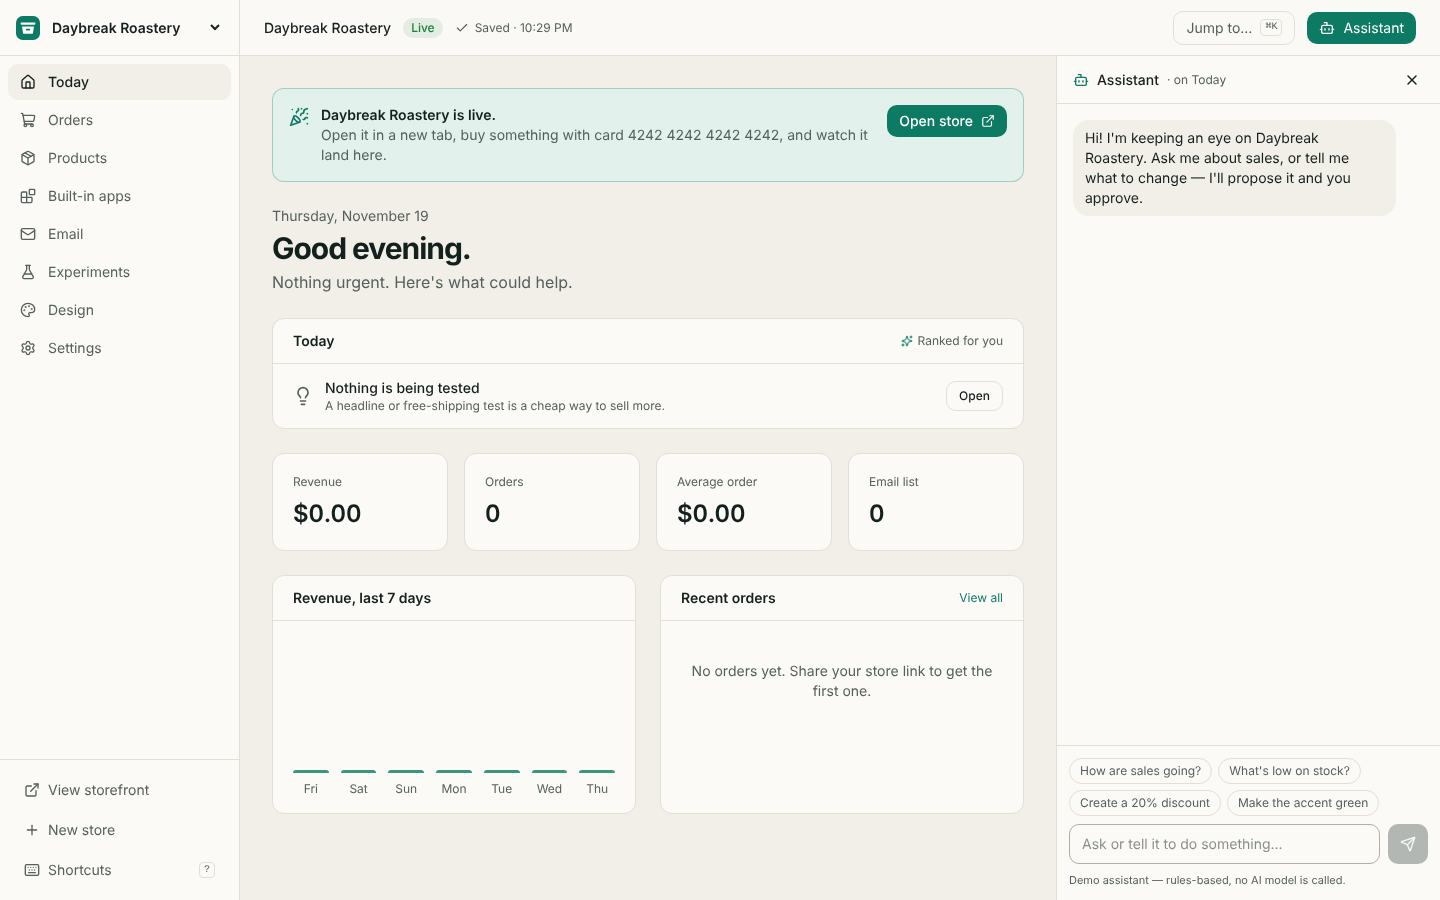 Daybreak Roastery
Today
Orders
Products
Built-in apps
Email
Experiments
Design
Settings
View storefront
New store
Shortcuts ?
Daybreak Roastery Live Saved · 10:29 PM
Jump to... ⌘K Assistant
Daybreak Roastery is live.
Open it in a new tab, buy something with card 4242 4242 4242 4242, and watch it
land here.
Open store
Thursday, November 19
Good evening.
Nothing urgent. Here's what could help.
Today Ranked for you
Nothing is being tested
A headline or free-shipping test is a cheap way to sell more.
Open
Revenue
$0.00
Orders
0
Average order
$0.00
Email list
0
Revenue, last 7 days
Fri Sat Sun Mon Tue Wed Thu
Recent orders View all
No orders yet. Share your store link to get the
first one.
Assistant · on Today
Hi! I'm keeping an eye on Daybreak
Roastery. Ask me about sales, or tell me
what to change — I'll propose it and you
approve.
How are sales going? What's low on stock?
Create a 20% discount Make the accent green
Ask or tell it to do something...
Demo assistant — rules-based, no AI model is called.